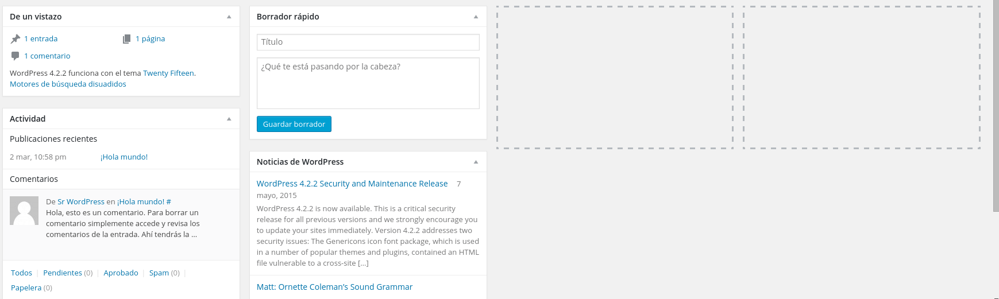 De un vistazo
1 entrada
1 página
1 comentario
WordPress 4.2.2 funciona con el tema Twenty Fifteen.
Motores de búsqueda disuadidos
Actividad
Publicaciones recientes
2 mar, 10:58 pm ¡Hola mundo!
Comentarios
De Sr WordPress en ¡Hola mundo! #
Hola, esto es un comentario. Para borrar un
comentario simplemente accede y revisa los
comentarios de la entrada. Ahí tendrás la ...
Todos | Pendientes (0) | Aprobado | Spam (0) |
Papelera (0)
Borrador rápido
Título
¿Qué te está pasando por la cabeza?
Guardar borrador
Noticias de WordPress
WordPress 4.2.2 Security and Maintenance Release 7
mayo, 2015
WordPress 4.2.2 is now available. This is a critical security
release for all previous versions and we strongly encourage you
to update your sites immediately. Version 4.2.2 addresses two
security issues: The Genericons icon font package, which is used
in a number of popular themes and plugins, contained an HTML
file vulnerable to a cross-site [...]
Matt: Ornette Coleman’s Sound Grammar